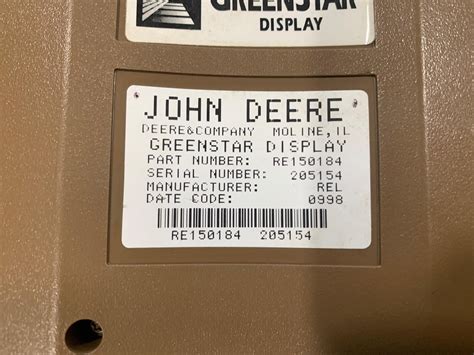 GREENSTAR
DISPLAY
JOHN DEERE
DEERE&COMPANY MOLINE, IL
GREENSTAR DISPLAY
PART NUMBER: RE150184
SERIAL NUMBER: 205154
MANUFACTURER: REL
DATE CODE: 0998
RE150184 205154